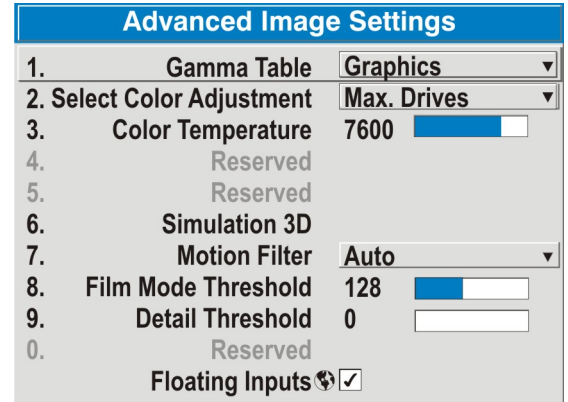 Advanced Image Settings
1. Gamma Table Graphics
2. Select Color Adjustment Max. Drives
3. Color Temperature 7600
4. Reserved
5. Reserved
6. Simulation 3D
7. Motion Filter Auto
8. Film Mode Threshold 128
9. Detail Threshold 0
0. Reserved
Floating Inputs